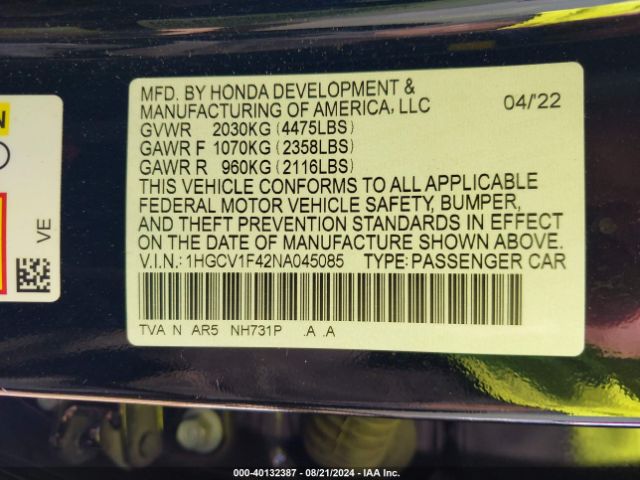 MFD. BY HONDA DEVELOPMENT &
MANUFACTURING OF AMERICA, LLC 04/'22
GVWR 2030KG (4475LBS)
GAWR F 1070KG (2358LBS)
GAWR R 960KG (2116LBS)
THIS VEHICLE CONFORMS TO ALL APPLICABLE
FEDERAL MOTOR VEHICLE SAFETY, BUMPER,
AND THEFT PREVENTION STANDARDS IN EFFECT
ON THE DATE OF MANUFACTURE SHOWN ABOVE.
V.I.N.: 1HGCV1F42NA045085 TYPE: PASSENGER CAR
TVA N AR5 NH731P .A .A
VE
000-40132387 - 08/21/2024 - IAA Inc.